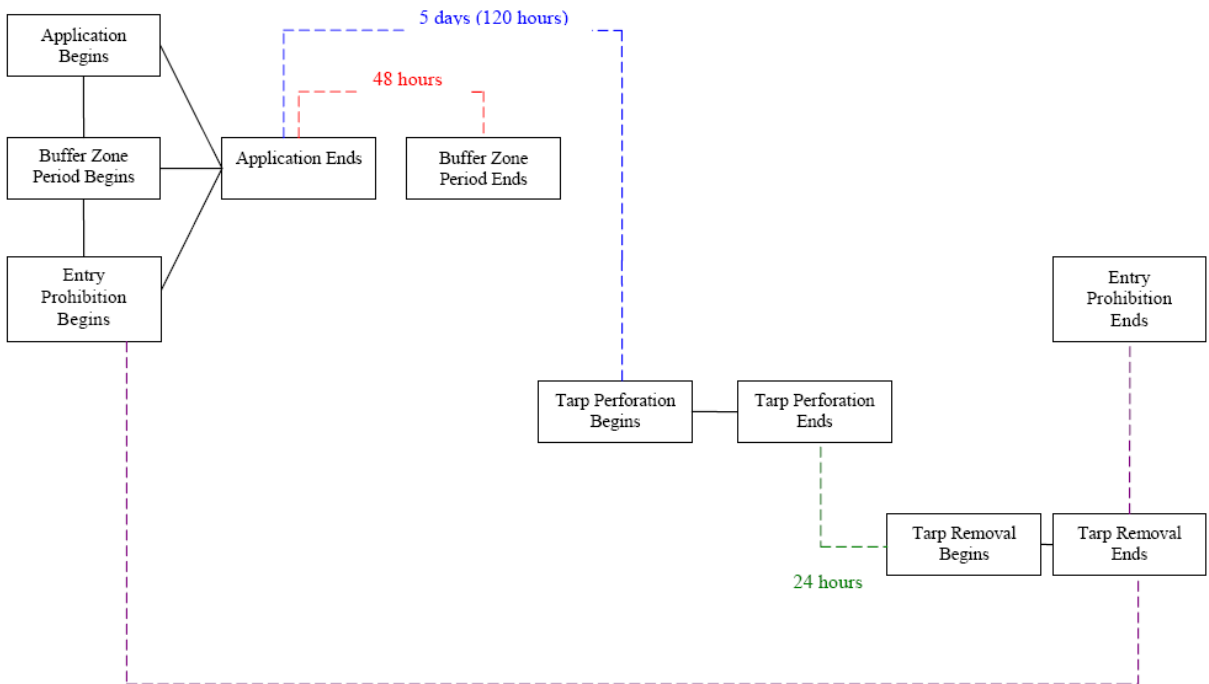 5 days (120 hours)
Application
Begins
48 hours
Buffer Zone
Period Begins
Application Ends
Buffer Zone
Period Ends
Entry
Prohibition
Begins
Entry
Prohibition
Ends
Tarp Perforation
Begins
Tarp Perforation
Ends
Tarp Removal
Begins
Tarp Removal
Ends
24 hours